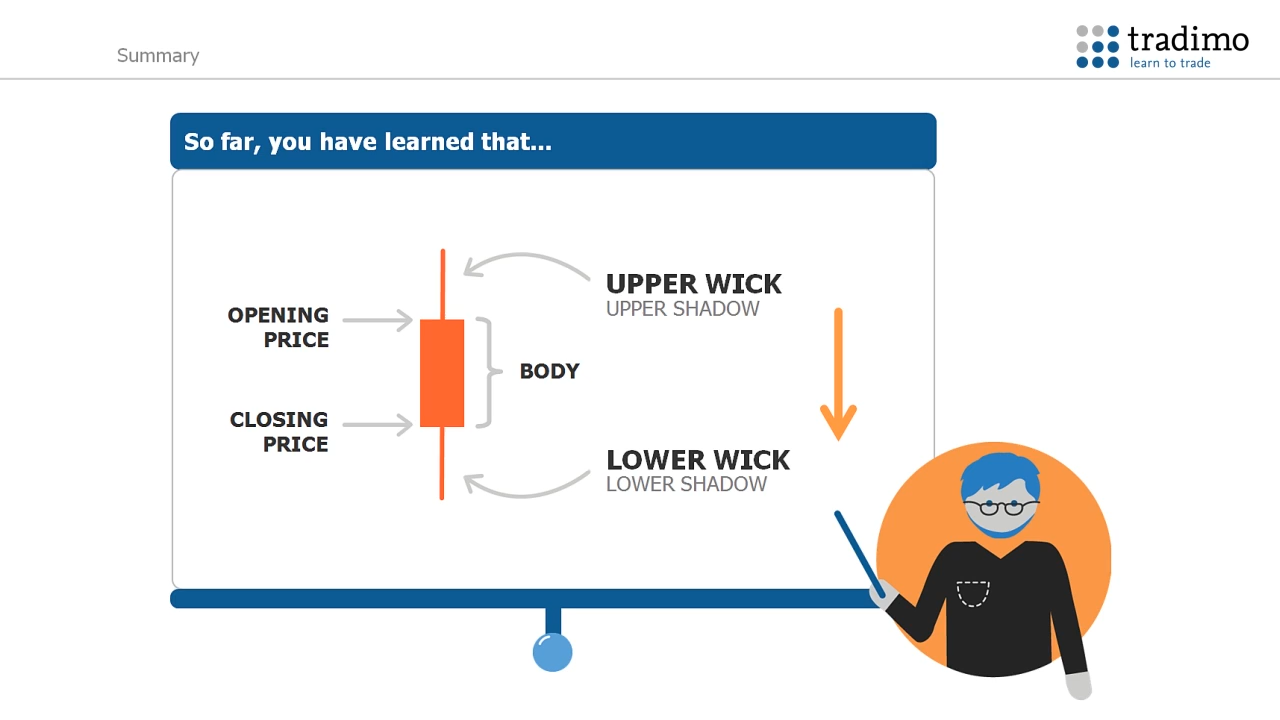 Summary
tradimo
learn to trade
So far, you have learned that...
UPPER WICK
UPPER SHADOW
OPENING
PRICE
BODY
CLOSING
PRICE
LOWER WICK
LOWER SHADOW